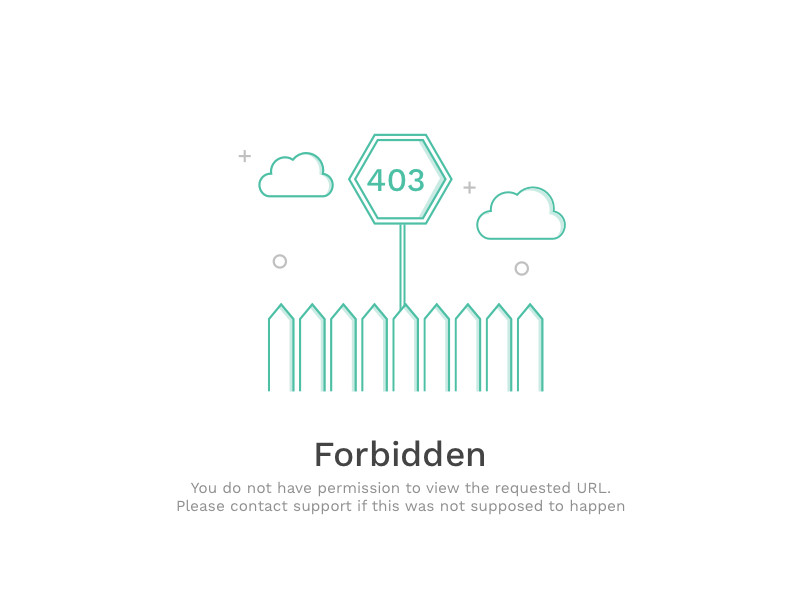 403
Forbidden
You do not have permission to view the requested URL.
Please contact support if this was not supposed to happen